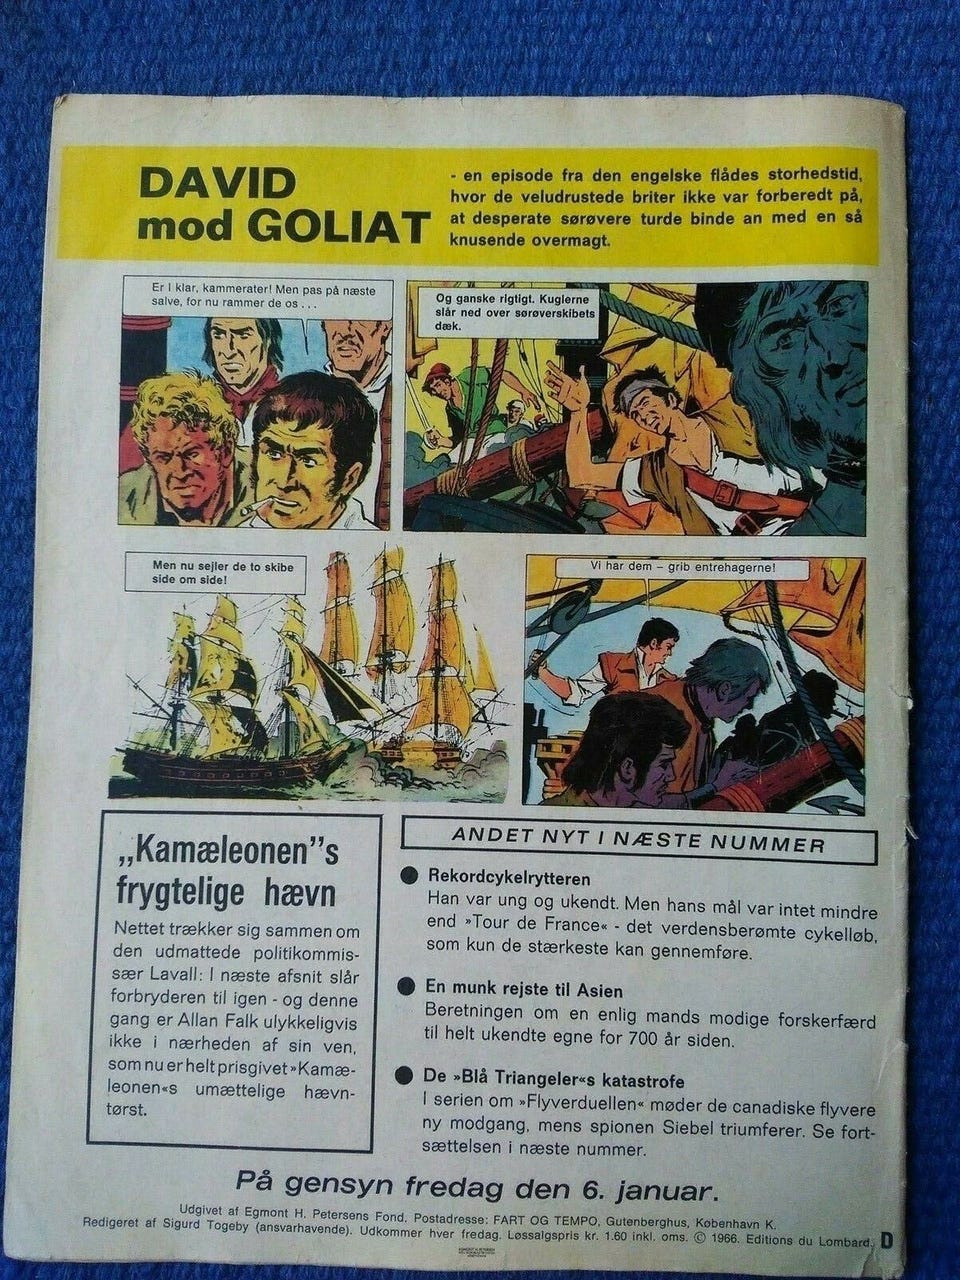 DAVID
mod GOLIAT
- en episode fra den engelske flådes storhedstid,
hvor de veludrustede briter ikke var forberedt på,
at desperate sørøvere turde binde an med en så
knusende overmagt.
Er I klar, kammerater! Men pas på næste
salve, for nu rammer de os . . .
Og ganske rigtigt. Kuglerne
slår ned over sørøverskibets
dæk.
Men nu sejler de to skibe
side om side!
Vi har dem – grib entrehagerne!
„Kamæleonen”s
frygtelige hævn
Nettet trækker sig sammen om
den udmattede politikommis-
sær Lavall: I næste afsnit slår
forbryderen til igen - og denne
gang er Allan Falk ulykkeligvis
ikke i nærheden af sin ven,
som nu er helt prisgivet »Kamæ-
leonen«s umættelige hævn-
tørst.
ANDET NYT I NÆSTE NUMMER
● Rekordcykelrytteren
Han var ung og ukendt. Men hans mål var intet mindre
end »Tour de France« - det verdensberømte cykelløb,
som kun de stærkeste kan gennemføre.
● En munk rejste til Asien
Beretningen om en enlig mands modige forskerfærd
til helt ukendte egne for 700 år siden.
● De »Blå Triangeler«s katastrofe
I serien om »Flyverduellen« møder de canadiske flyvere
ny modgang, mens spionen Siebel triumferer. Se fort-
sættelsen i næste nummer.
På gensyn fredag den 6. januar.
Udgivet af Egmont H. Petersens Fond. Postadresse: FART OG TEMPO, Gutenberghus, København K.
Redigeret af Sigurd Togeby (ansvarhavende). Udkommer hver fredag. Løssalgspris kr. 1.60 inkl. oms. © 1966. Editions du Lombard. D